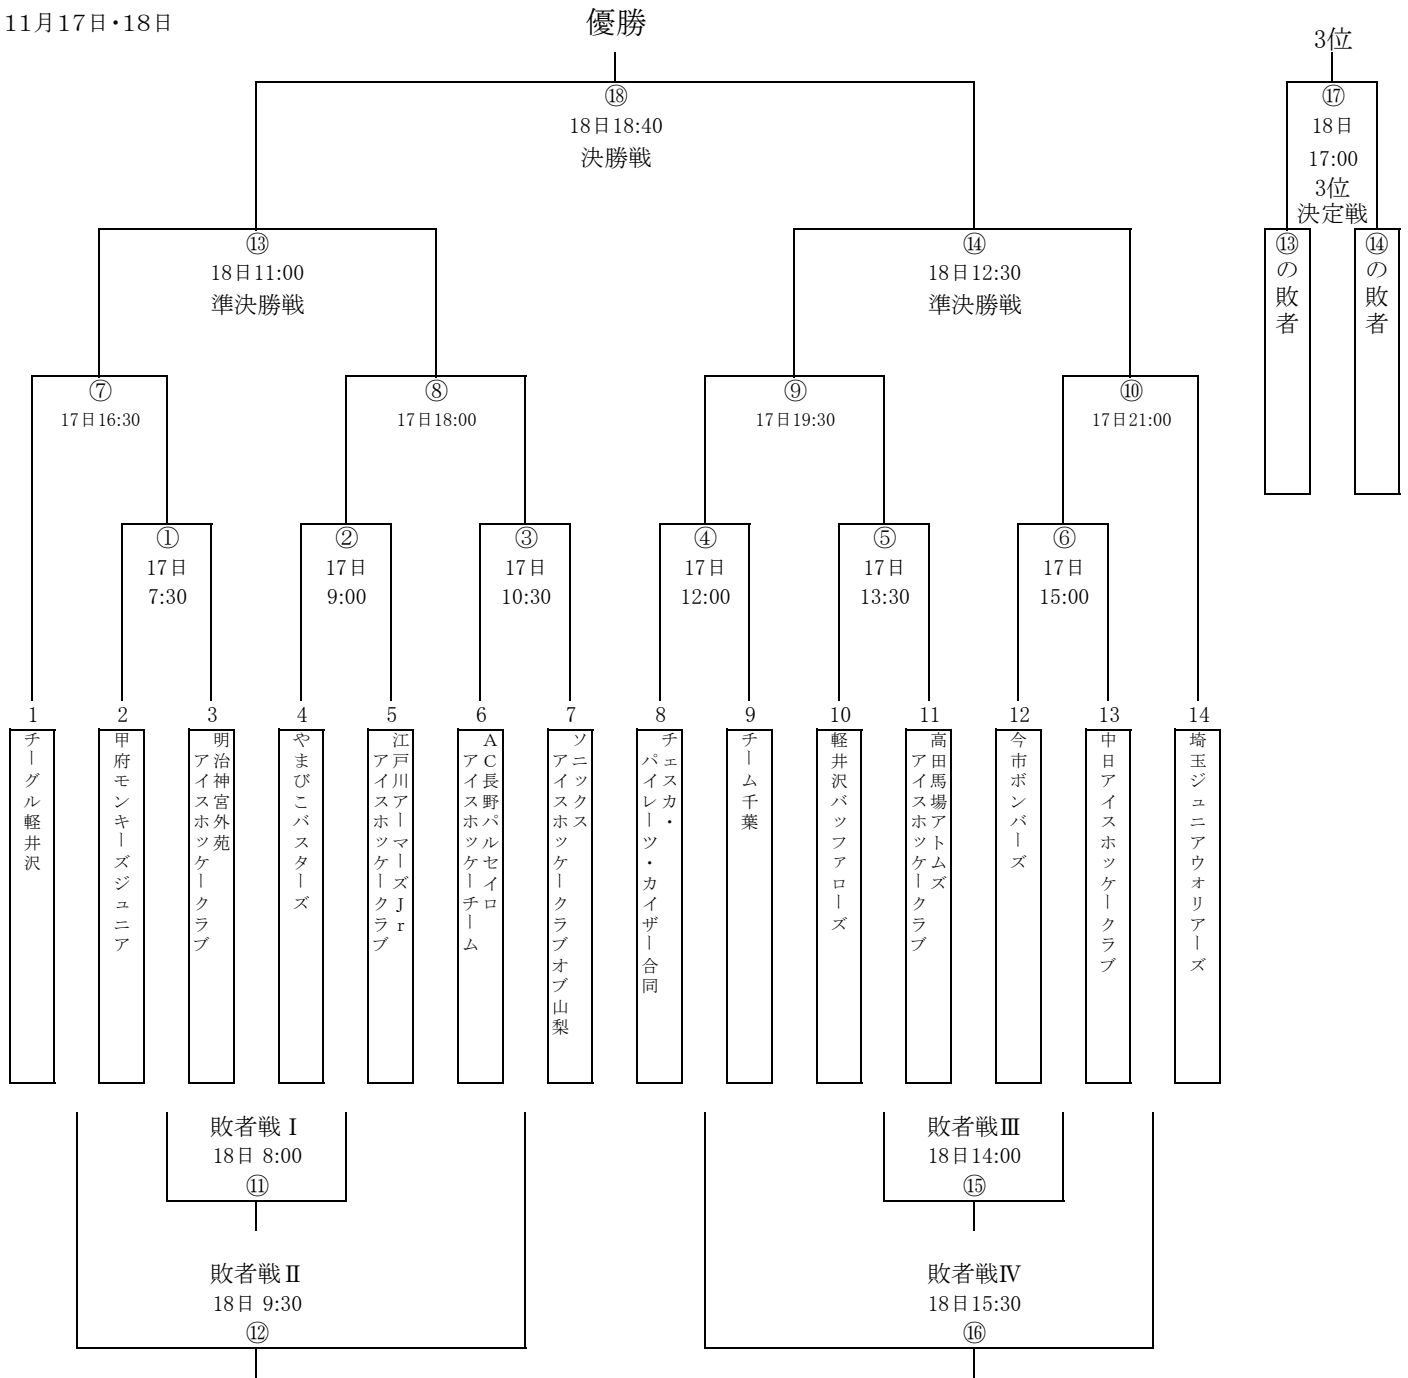 11月17日・18日
優勝
3位
⑱
18日18:40
決勝戦
⑰
18日
17:00
3位
決定戦
⑬の敗者
⑭の敗者
⑬
18日11:00
準決勝戦
⑭
18日12:30
準決勝戦
⑦
17日16:30
⑧
17日18:00
⑨
17日19:30
⑩
17日21:00
①
17日
7:30
②
17日
9:00
③
17日
10:30
④
17日
12:00
⑤
17日
13:30
⑥
17日
15:00
1
チーグル軽井沢
2
甲府モンキーズジュニア
3
明治神宮外苑
アイスホッケークラブ
4
やまびこバスターズ
5
江戸川アーマーズJr
アイスホッケークラブ
6
AC長野パルセイロ
アイスホッケーチーム
7
ソニックス
アイスホッケークラブオブ山梨
8
チェスカ・
パイレーツ・カイザー合同
9
チーム千葉
10
軽井沢バッファローズ
11
高田馬場アトムズ
アイスホッケークラブ
12
今市ボンバーズ
13
中日アイスホッケークラブ
14
埼玉ジュニアウォリアーズ
敗者戦Ⅰ
18日 8:00
⑪
敗者戦Ⅲ
18日14:00
⑮
敗者戦Ⅱ
18日 9:30
⑫
敗者戦Ⅳ
18日15:30
⑯